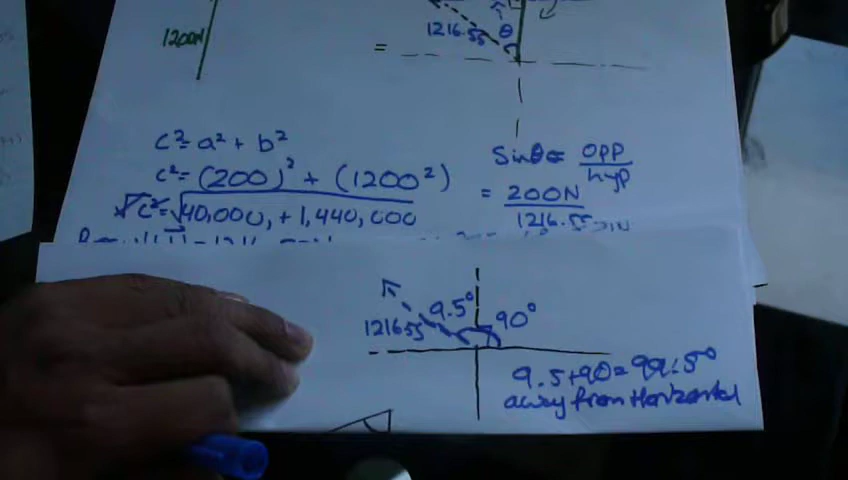 1200N
1216.55 θ
=
c²= a² + b²
c²= (200)² + (1200²)
√c²=√40,000, + 1,440,000
Sinθ= opp/hyp
= 200N/1216.55
9.5° 90°
1216.55
9.5+90=99.5°
away from Horizontal